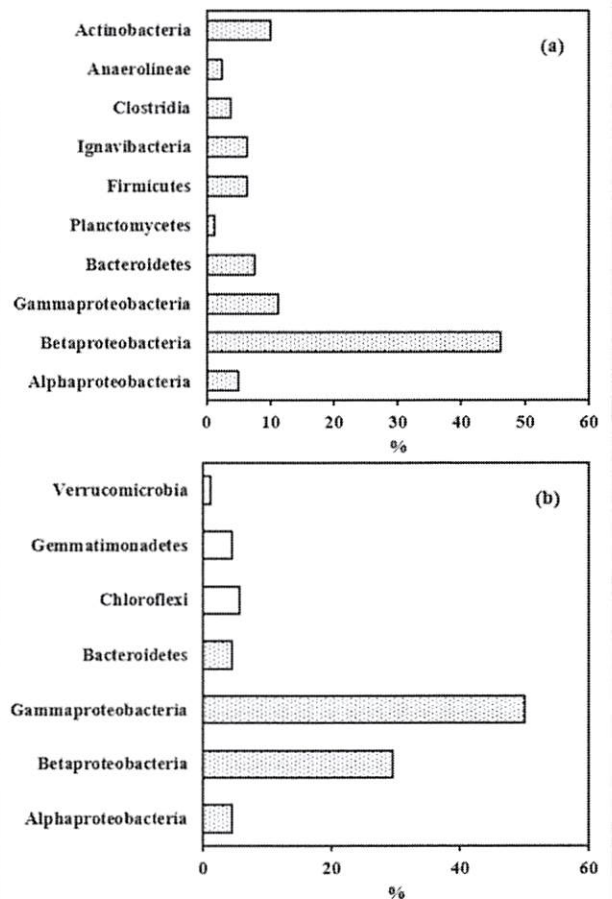 Actinobacteria
(a)
Anaerolineae
Clostridia
Ignavibacteria
Firmicutes
Planctomycetes
Bacteroidetes
Gammaproteobacteria
Betaproteobacteria
Alphaproteobacteria
0 10 20 30 40 50 60
%
Verrucomicrobia
(b)
Gemmatimonadetes
Chloroflexi
Bacteroidetes
Gammaproteobacteria
Betaproteobacteria
Alphaproteobacteria
0 20 40 60
%